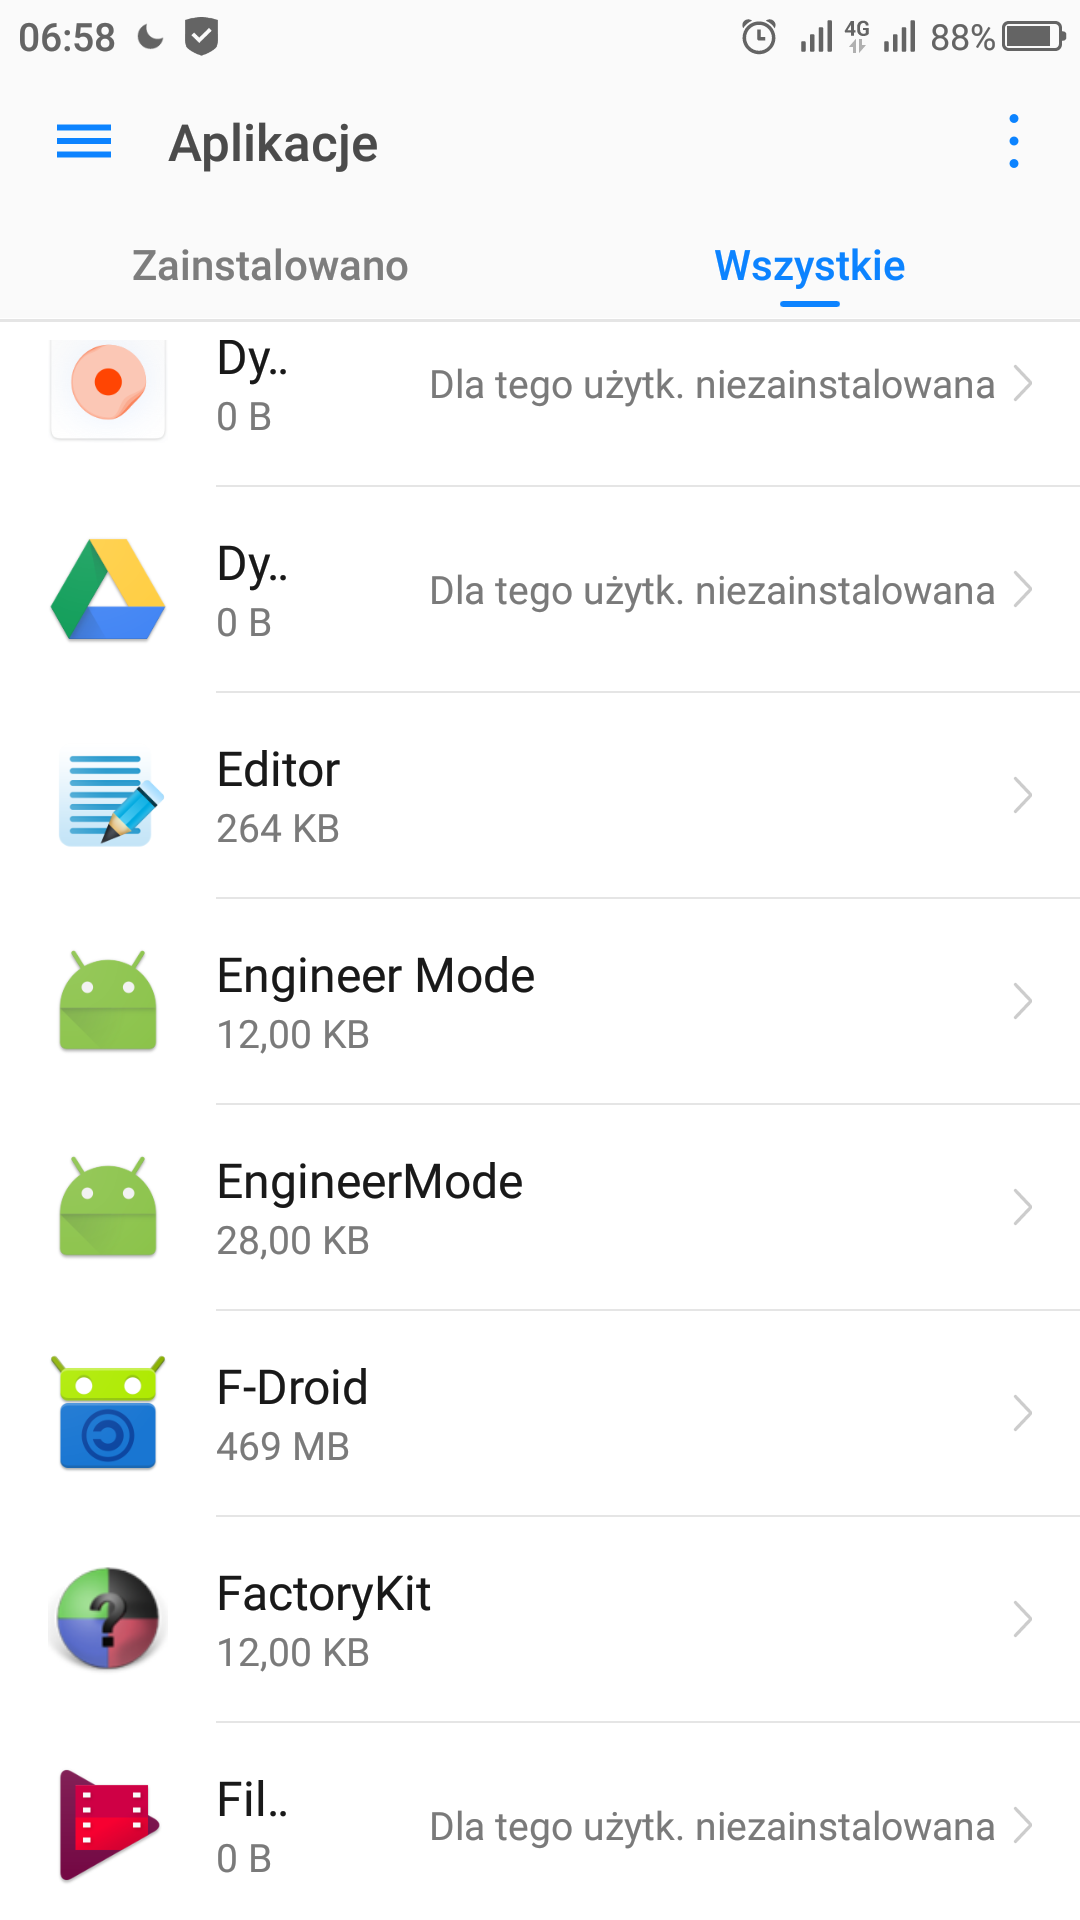 06:58 4G 88%
Aplikacje
Zainstalowano Wszystkie
Dy..
0 B
Dla tego użytk. niezainstalowana
Dy..
0 B
Dla tego użytk. niezainstalowana
Editor
264 KB
Engineer Mode
12,00 KB
EngineerMode
28,00 KB
F-Droid
469 MB
FactoryKit
12,00 KB
Fil..
0 B
Dla tego użytk. niezainstalowana